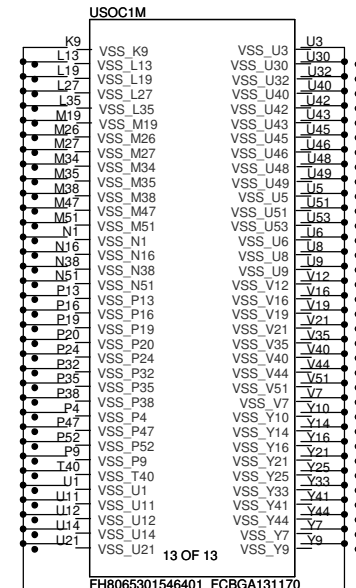 USOC1M
K9 VSS_K9 VSS_U3 U3
L13 VSS_L13 VSS_U30 U30
L19 VSS_L19 VSS_U32 U32
L27 VSS_L27 VSS_U40 U40
L35 VSS_L35 VSS_U42 U42
M19 VSS_M19 VSS_U43 U43
M26 VSS_M26 VSS_U45 U45
M27 VSS_M27 VSS_U46 U46
M34 VSS_M34 VSS_U48 U48
M35 VSS_M35 VSS_U49 U49
M38 VSS_M38 VSS_U5 U5
M47 VSS_M47 VSS_U51 U51
M51 VSS_M51 VSS_U53 U53
N1 VSS_N1 VSS_U6 U6
N16 VSS_N16 VSS_U8 U8
N38 VSS_N38 VSS_U9 U9
N51 VSS_N51 VSS_V12 V12
P13 VSS_P13 VSS_V16 V16
P16 VSS_P16 VSS_V19 V19
P19 VSS_P19 VSS_V21 V21
P20 VSS_P20 VSS_V35 V35
P24 VSS_P24 VSS_V40 V40
P32 VSS_P32 VSS_V44 V44
P35 VSS_P35 VSS_V51 V51
P38 VSS_P38 VSS_V7 V7
P4 VSS_P4 VSS_Y10 Y10
P47 VSS_P47 VSS_Y14 Y14
P52 VSS_P52 VSS_Y16 Y16
P9 VSS_P9 VSS_Y21 Y21
T40 VSS_T40 VSS_Y25 Y25
U1 VSS_U1 VSS_Y33 Y33
U11 VSS_U11 VSS_Y41 Y41
U12 VSS_U12 VSS_Y44 Y44
U14 VSS_U14 VSS_Y7 Y7
U21 VSS_U21 13 OF 13 VSS_Y9 Y9
FH8065301546401_FCBGA131170